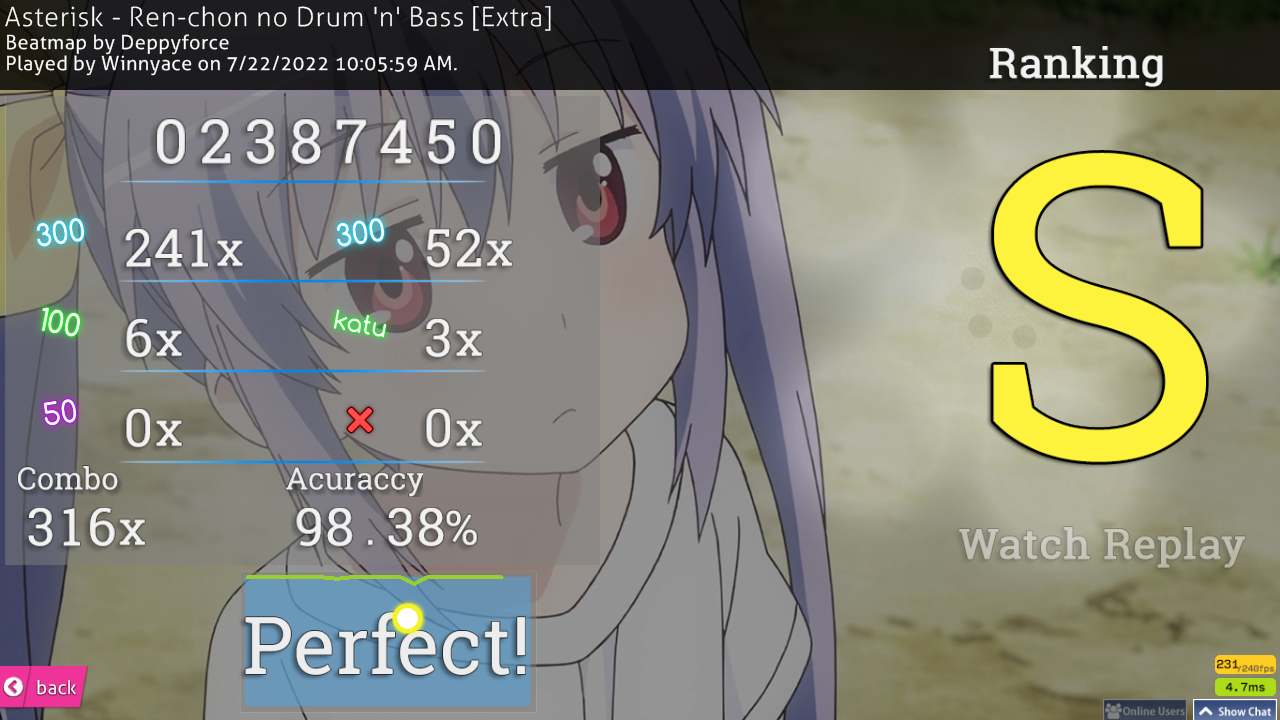 Asterisk - Ren-chon no Drum 'n' Bass [Extra]
Beatmap by Deppyforce
Played by Winnyace on 7/22/2022 10:05:59 AM.
Ranking
02387450
300 241x 300 52x
100 6x katu 3x
50 0x 0x
Combo Acuraccy
316x 98.38%
S
Watch Replay
Perfect!
back
231/240fps
4.7ms
Online Users Show Chat